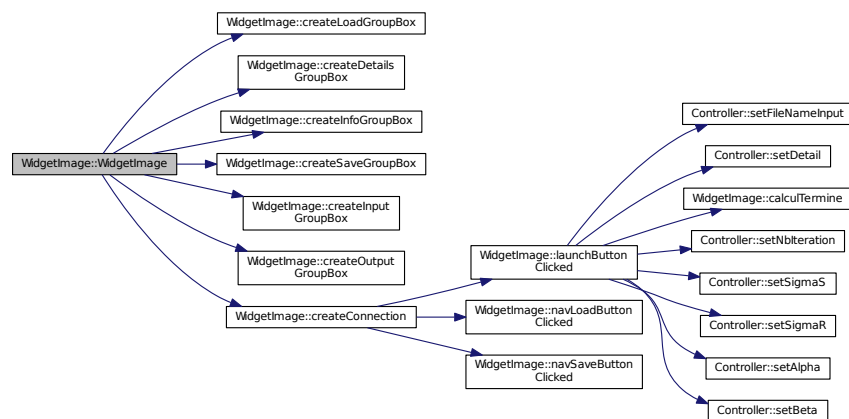 WidgetImage::WidgetImage
WidgetImage::createLoadGroupBox
WidgetImage::createDetails
GroupBox
WidgetImage::createInfoGroupBox
WidgetImage::createSaveGroupBox
WidgetImage::createInput
GroupBox
WidgetImage::createOutput
GroupBox
WidgetImage::createConnection
WidgetImage::launchButton
Clicked
WidgetImage::navLoadButton
Clicked
WidgetImage::navSaveButton
Clicked
Controller::setFileNameInput
Controller::setDetail
WidgetImage::calculTermine
Controller::setNbIteration
Controller::setSigmaS
Controller::setSigmaR
Controller::setAlpha
Controller::setBeta